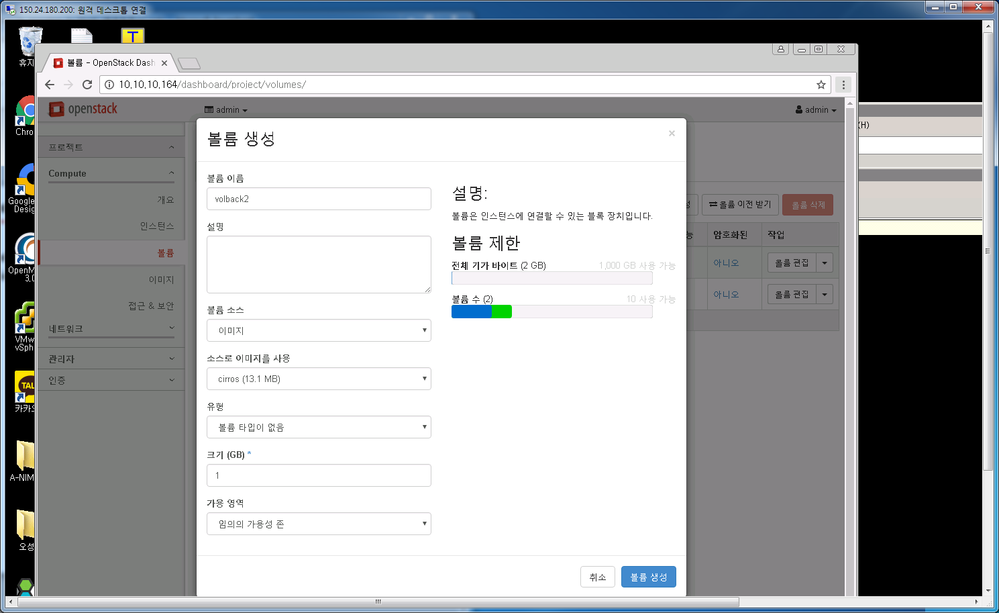 150.24.180.200: 원격 데스크톱 연결
T
휴지
볼륨 - OpenStack Dash
10.10.10.164/dashboard/project/volumes/
openstack
admin
admin
(H)
Chro
프로젝트
Compute
개요
인스턴스
볼륨
이미지
접근 & 보안
네트워크
관리자
인증
Google
Desig
OpenM
3,0
VMw
vSph
TAL
카카오
A-NIM
오성
볼륨 생성
×
볼륨 이름
volback2
설명
볼륨 소스
이미지
소스로 이미지를 사용
cirros (13.1 MB)
유형
볼륨 타입이 없음
크기 (GB) *
1
가용 영역
임의의 가용성 존
설명:
볼륨은 인스턴스에 연결할 수 있는 블록 장치입니다.
볼륨 제한
전체 기가 바이트 (2 GB) 1,000 GB 사용 가능
볼륨 수 (2) 10 사용 가능
취소
볼륨 생성
성
볼륨 이전 받기
볼륨 삭제
능 암호화된 작업
아니오 볼륨 편집
아니오 볼륨 편집